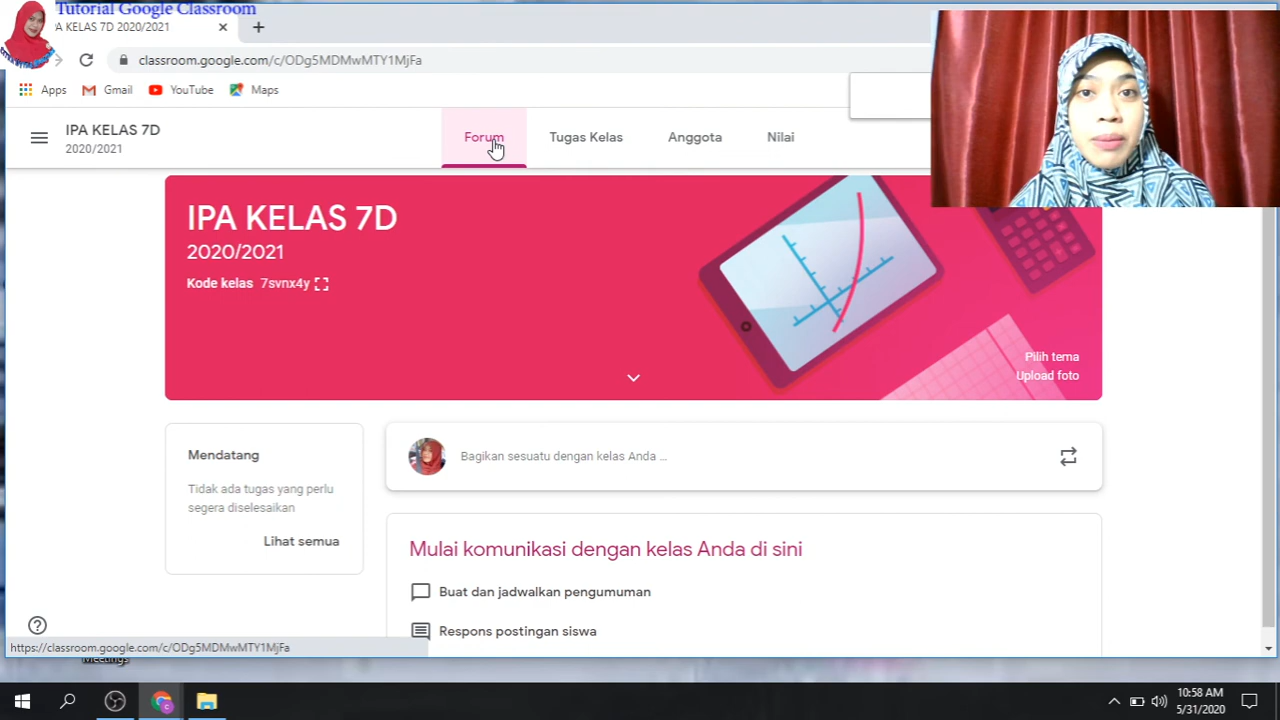 Tutorial Google Classroom
A KELAS 7D 2020/2021
classroom.google.com/c/ODg5MDMwMTY1MjFa
Apps Gmail YouTube Maps
IPA KELAS 7D
2020/2021
Forum Tugas Kelas Anggota Nilai
IPA KELAS 7D
2020/2021
Kode kelas 7svnx4y
Pilih tema
Upload foto
Mendatang
Tidak ada tugas yang perlu
segera diselesaikan
Lihat semua
Bagikan sesuatu dengan kelas Anda ...
Mulai komunikasi dengan kelas Anda di sini
Buat dan jadwalkan pengumuman
Respons postingan siswa
https://classroom.google.com/c/ODg5MDMwMTY1MjFa
Meetings
10:58 AM
5/31/2020